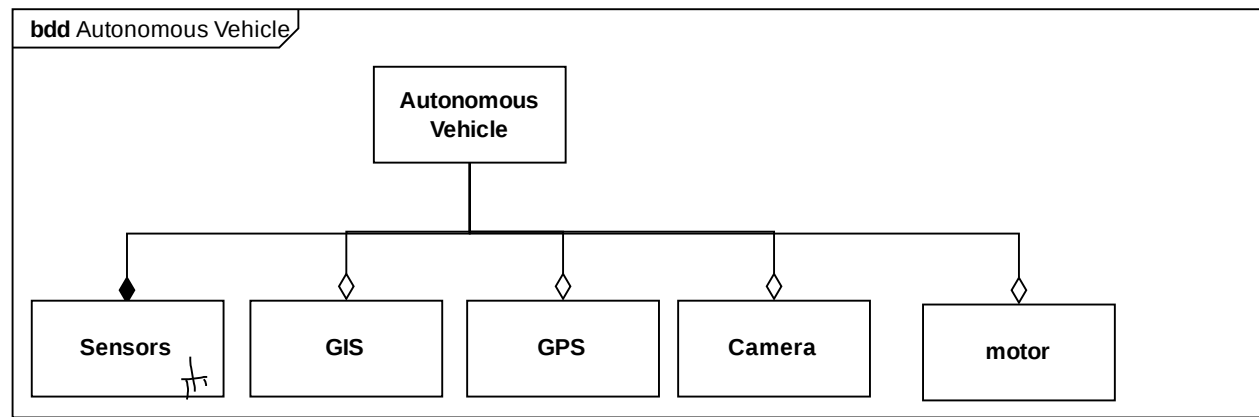 bdd Autonomous Vehicle
Autonomous
Vehicle
Sensors
GIS
GPS
Camera
motor